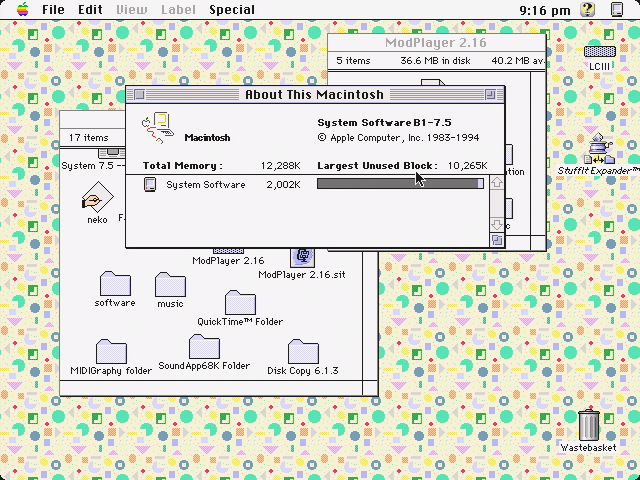 File Edit View Label Special 9:16 pm
ModPlayer 2.16
5 items 36.6 MB in disk 40.2 MB av
LCIII
About This Macintosh
System Software B1-7.5
Macintosh
© Apple Computer, Inc. 1983-1994
Total Memory : 12,288K Largest Unused Block : 10,265K
System Software 2,002K
17 items
System 7.5
StuffIt Expander™
neko
ModPlayer 2.16
ModPlayer 2.16.sit
software
music
QuickTime™ Folder
MIDIGraphy folder
SoundApp68K Folder
Disk Copy 6.1.3
Wastebasket